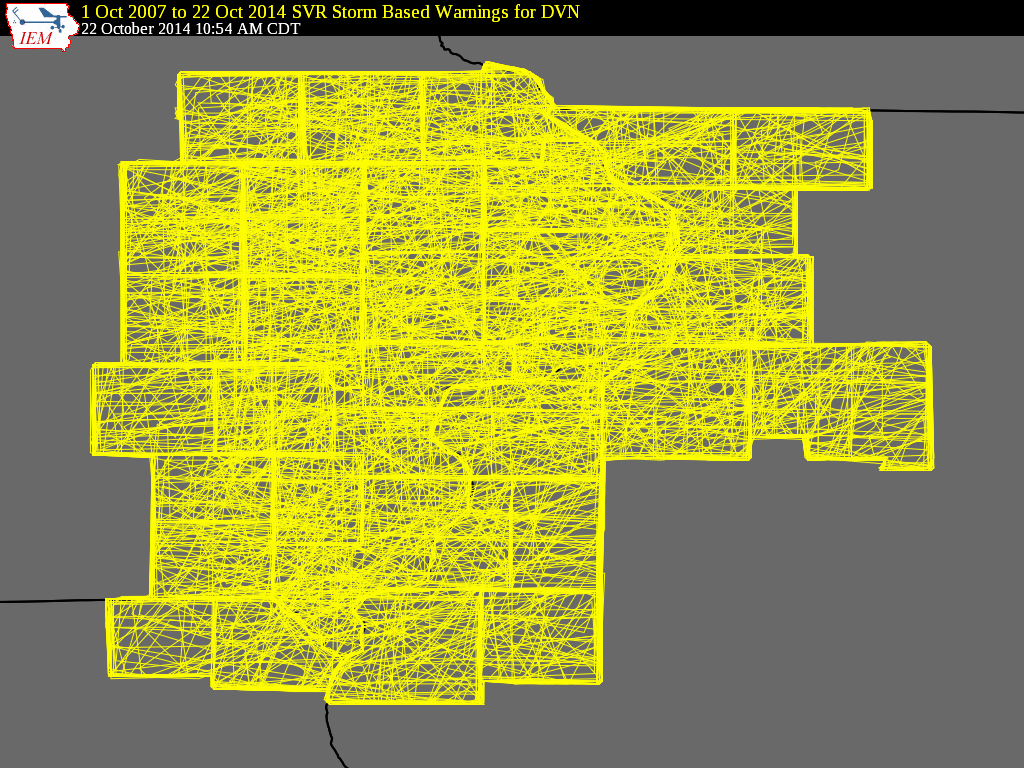 1 Oct 2007 to 22 Oct 2014 SVR Storm Based Warnings for DVN
22 October 2014 10:54 AM CDT
IEM